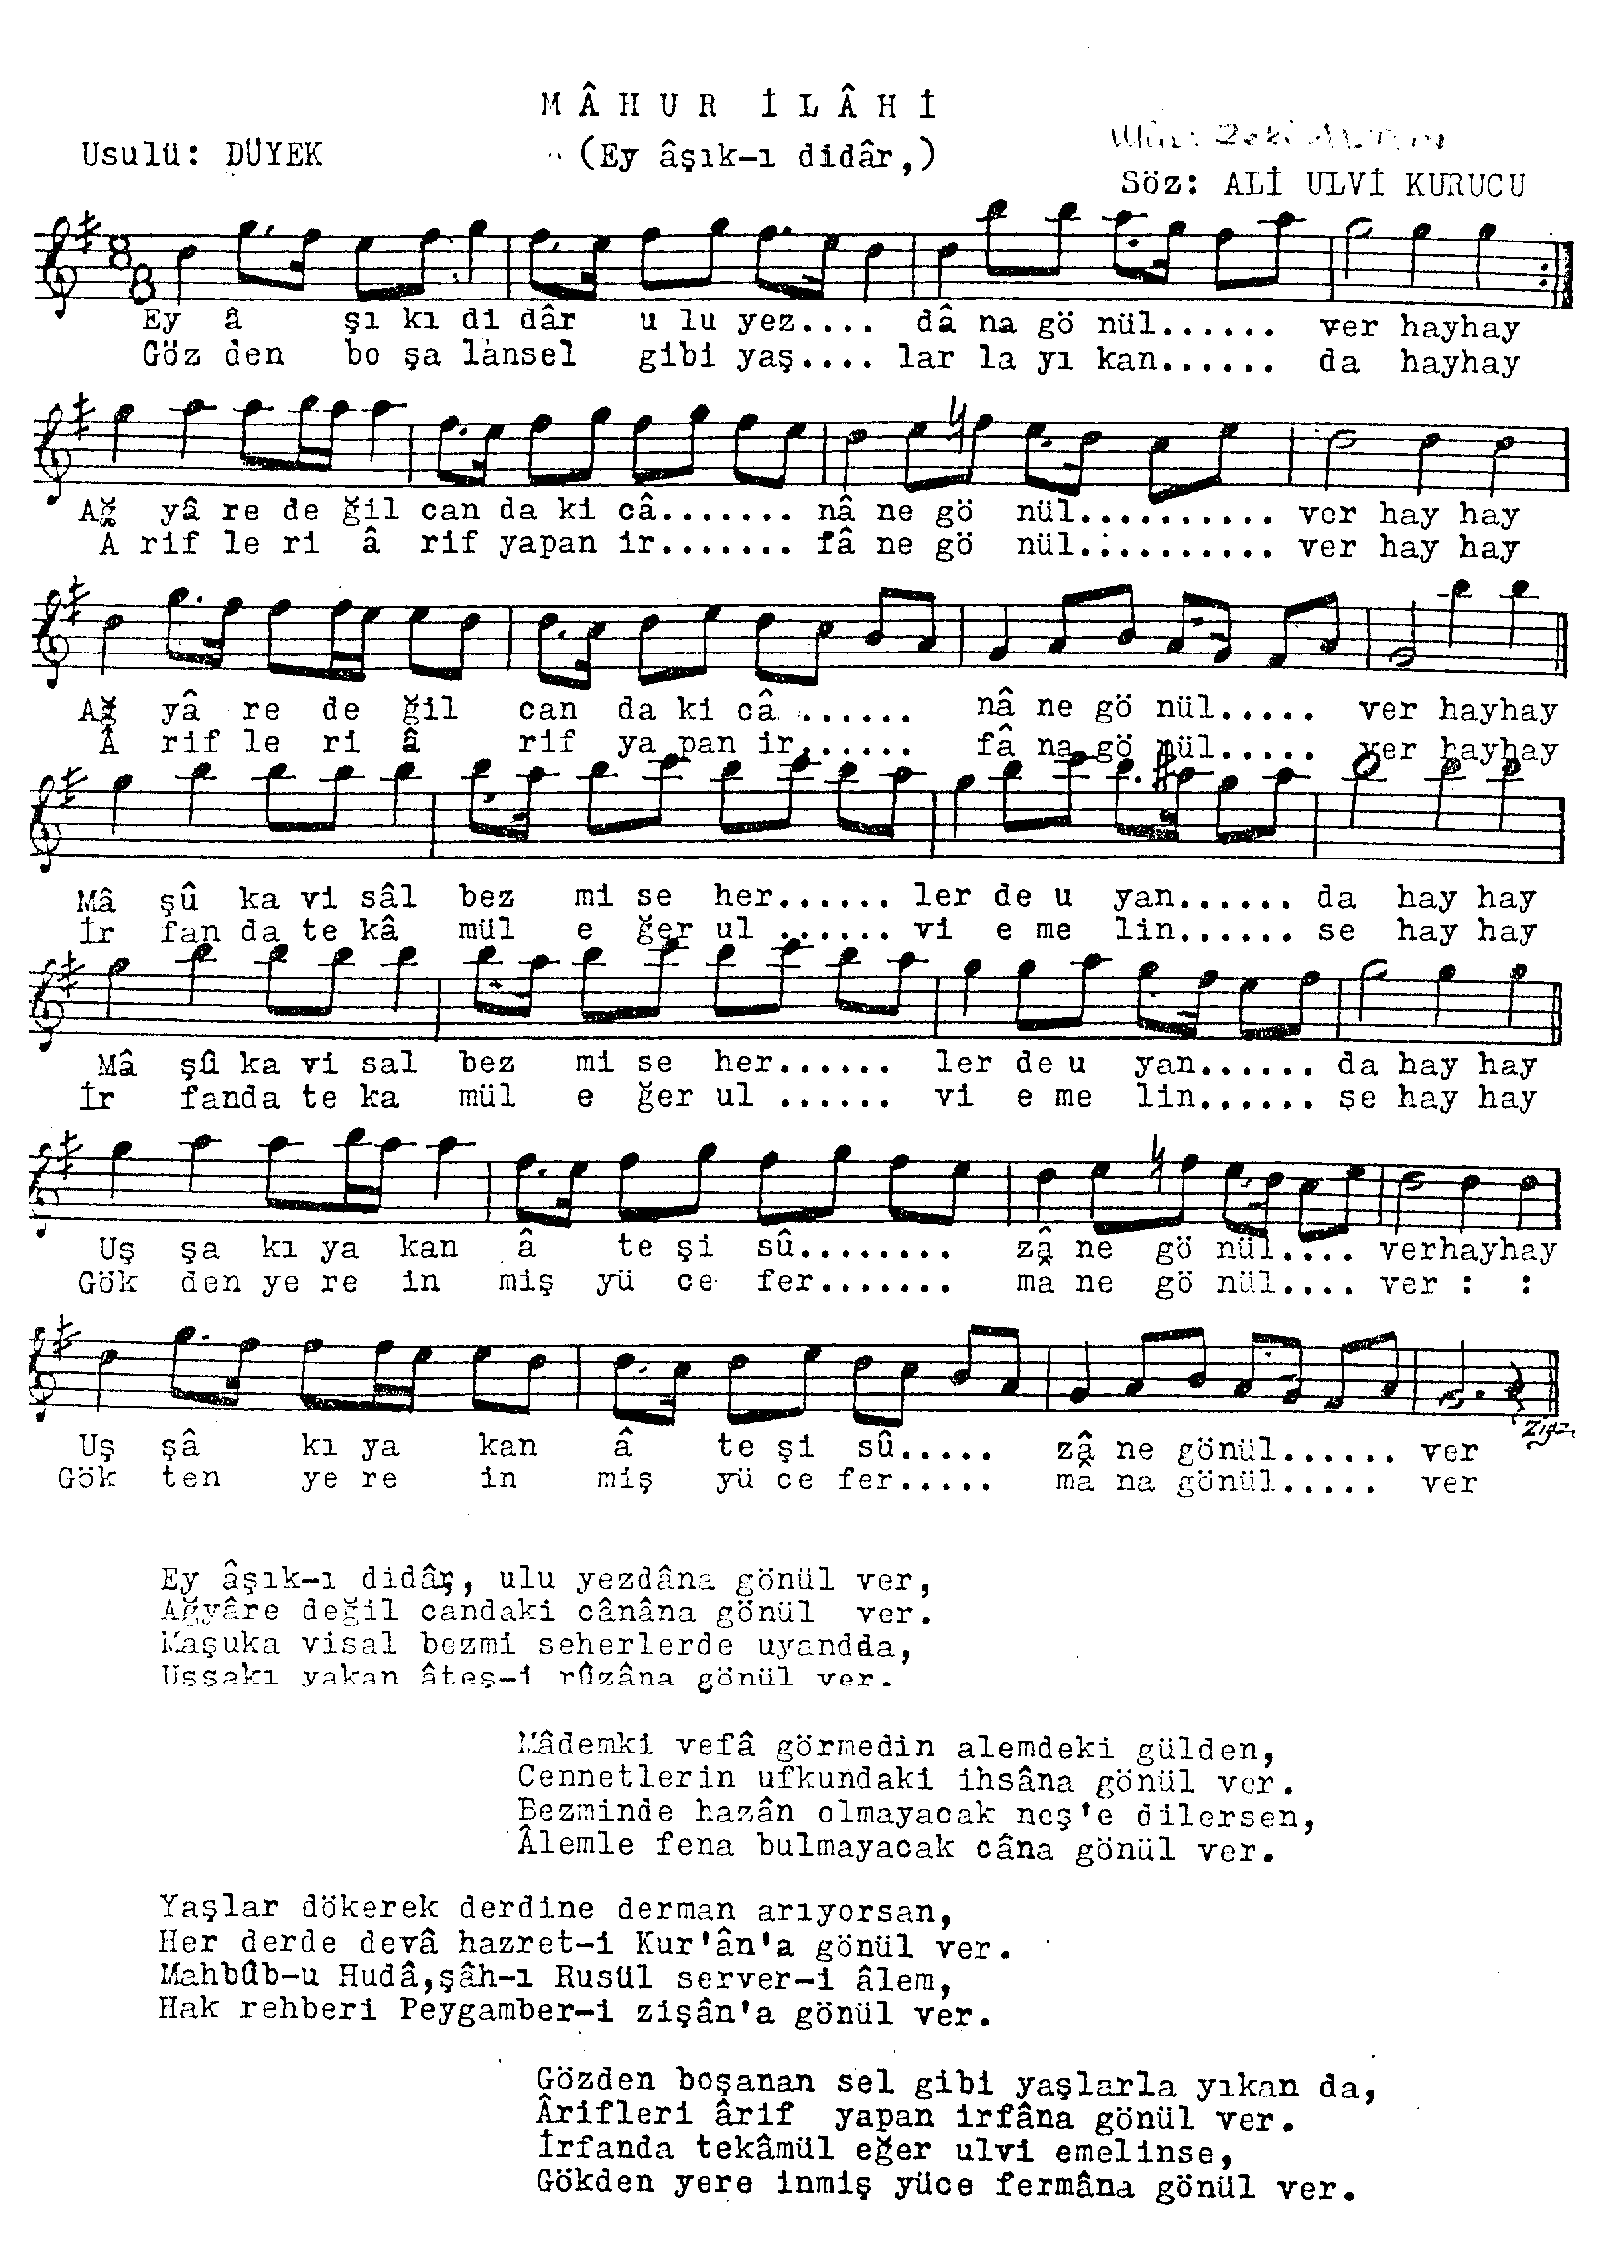 MÂHUR İLÂHİ
Usulü: DÜYEK
(Ey âşık-ı didâr,)
Söz: ALİ ULVİ KURUCU
8
8
Ey â şı kı di dâr u lu yez.... dâ na gö nül...... ver hayhay
Göz den bo şa lansel gibi yaş.... lar la yı kan...... da hayhay
Ağ yâ re de ğil can da ki câ....... nâ ne gö nül.......... ver hay hay
Â rif le ri â rif yapan ir....... fâ ne gö nül.......... ver hay hay
Ağ yâ re de ğil can da ki câ ...... nâ ne gö nül..... ver hayhay
Â rif le ri â rif ya pan ir....... fâ na gö nül..... ver hayhay
Mâ şû ka vi sâl bez mi se her...... ler de u yan...... da hay hay
İr fan da te kâ mül e ğer ul ...... vi e me lin...... se hay hay
Mâ şû ka vi sal bez mi se her...... ler de u yan...... da hay hay
İr fanda te ka mül e ğer ul ...... vi e me lin...... se hay hay
Uş şa kı ya kan â te şi sû........ zâ ne gö nül.... verhayhay
Gök den ye re in miş yü ce fer....... mâ ne gö nül.... ver : :
Uş şâ kı ya kan â te şi sû..... zâ ne gönül...... ver
Gök ten ye re in miş yü ce fer..... mâ na gönül..... ver
Ey âşık-ı didâr, ulu yezdâna gönül ver,
Ağyâre değil candaki cânâna gönül ver.
Maşuka visal bezmi seherlerde uyandda,
Uşşakı yakan âteş-i rûzâna gönül ver.
Mâdemki vefâ görmedin alemdeki gülden,
Cennetlerin ufkundaki ihsâna gönül ver.
Bezminde hazân olmayacak neş'e dilersen,
Âlemle fena bulmayacak câna gönül ver.
Yaşlar dökerek derdine derman arıyorsan,
Her derde devâ hazret-i Kur'ân'a gönül ver.
Mahbûb-u Hudâ,şâh-ı Rusül server-i âlem,
Hak rehberi Peygamber-i zişân'a gönül ver.
Gözden boşanan sel gibi yaşlarla yıkan da,
Ârifleri ârif yapan irfâna gönül ver.
İrfanda tekâmül eğer ulvi emelinse,
Gökden yere inmiş yüce fermâna gönül ver.